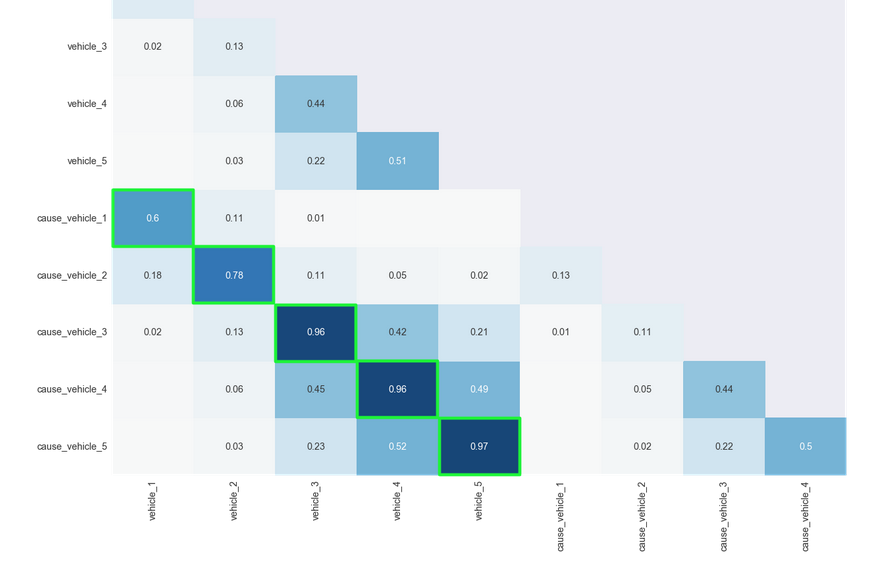 vehicle_3 0.02 0.13
vehicle_4 0.06 0.44
vehicle_5 0.03 0.22 0.51
cause_vehicle_1 0.6 0.11 0.01
cause_vehicle_2 0.18 0.78 0.11 0.05 0.02 0.13
cause_vehicle_3 0.02 0.13 0.96 0.42 0.21 0.01 0.11
cause_vehicle_4 0.06 0.45 0.96 0.49 0.05 0.44
cause_vehicle_5 0.03 0.23 0.52 0.97 0.02 0.22 0.5
vehicle_1
vehicle_2
vehicle_3
vehicle_4
vehicle_5
cause_vehicle_1
cause_vehicle_2
cause_vehicle_3
cause_vehicle_4